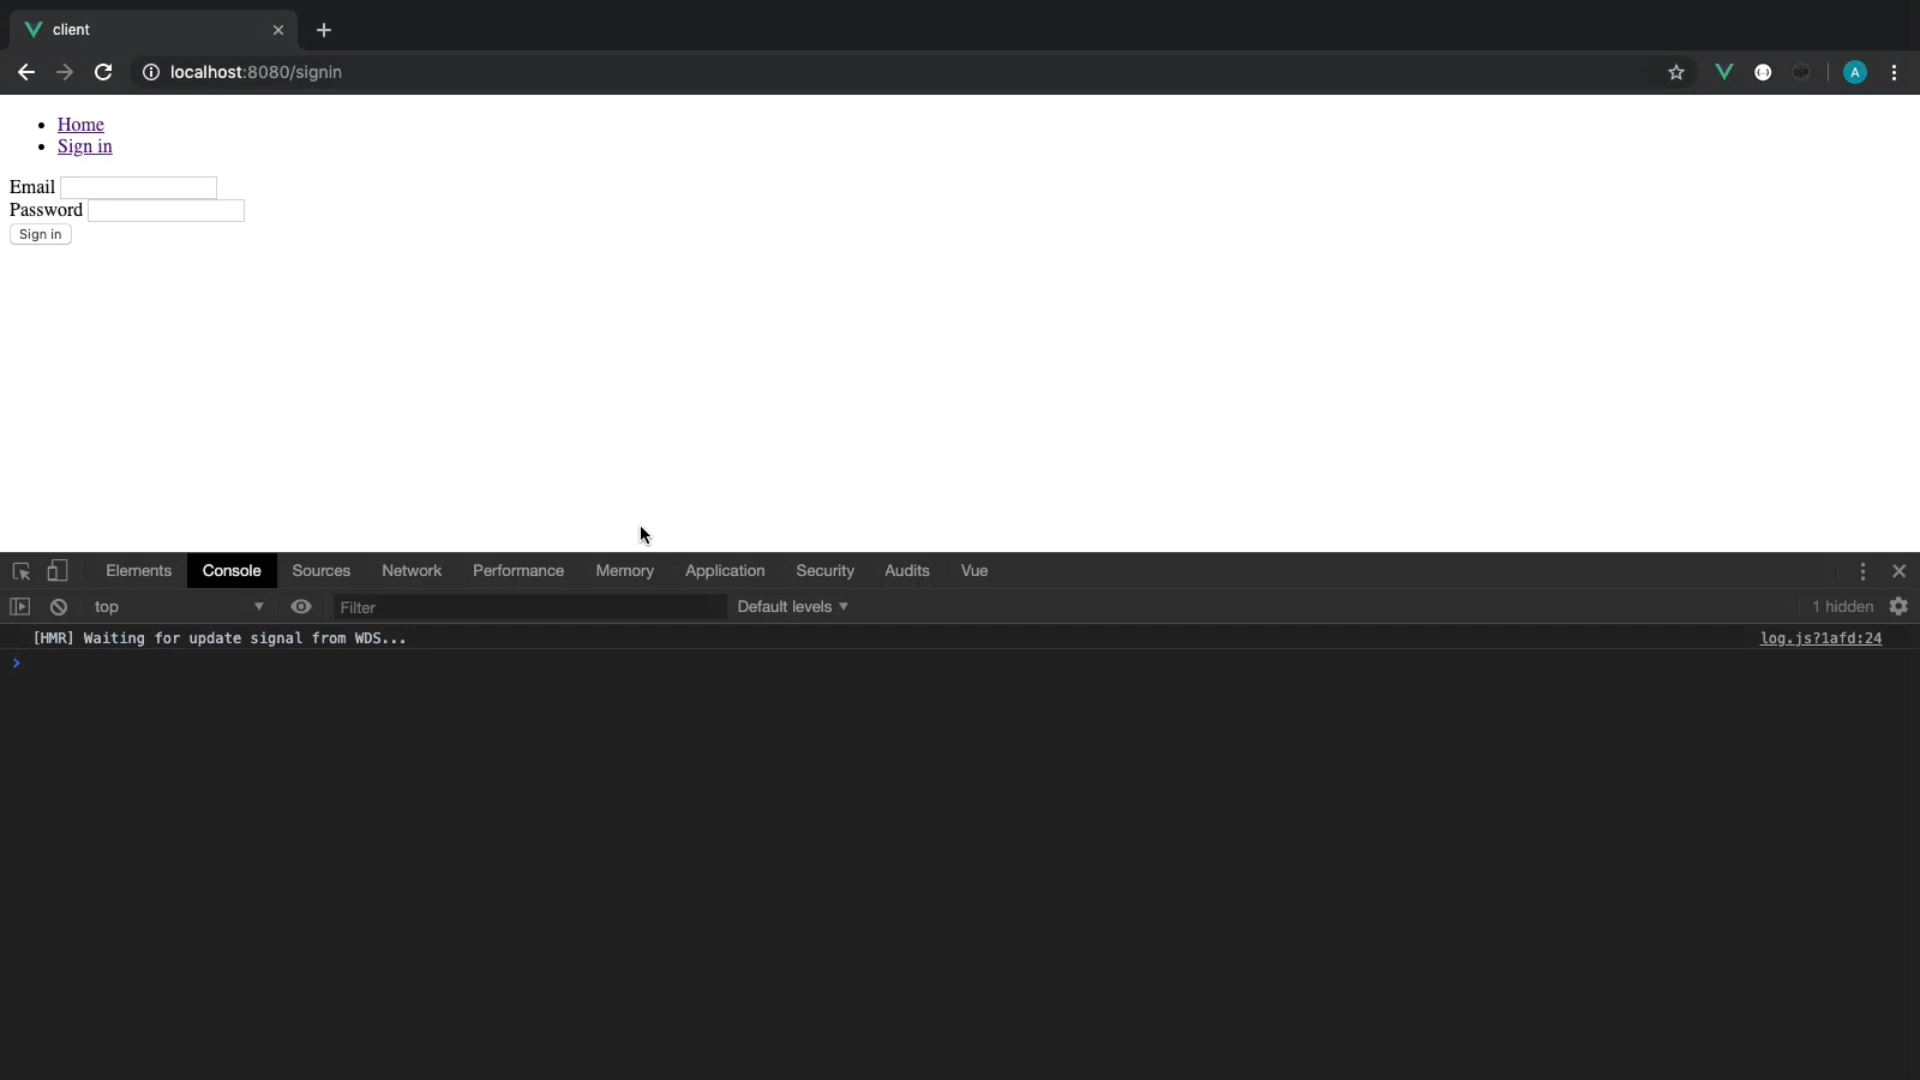 client
localhost:8080/signin
A
Home
Sign in
Email
Password
Sign in
Elements Console Sources Network Performance Memory Application Security Audits Vue
top Filter Default levels ▼ 1 hidden
[HMR] Waiting for update signal from WDS... log.js?1afd:24